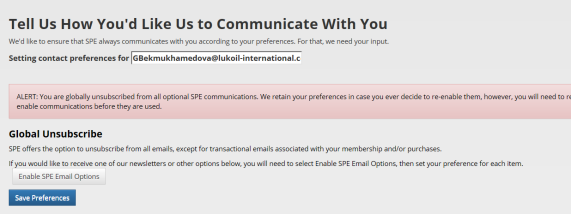 Tell Us How You'd Like Us to Communicate With You
We'd like to ensure that SPE always communicates with you according to your preferences. For that, we need your input.
Setting contact preferences for GBekmukhamedova@lukoil-international.c
ALERT: You are globally unsubscribed from all optional SPE communications. We retain your preferences in case you ever decide to re-enable them, however, you will need to re
enable communications before they are used.
Global Unsubscribe
SPE offers the option to unsubscribe from all emails, except for transactional emails associated with your membership and/or purchases.
If you would like to receive one of our newsletters or other options below, you will need to select Enable SPE Email Options, then set your preference for each item.
Enable SPE Email Options
Save Preferences